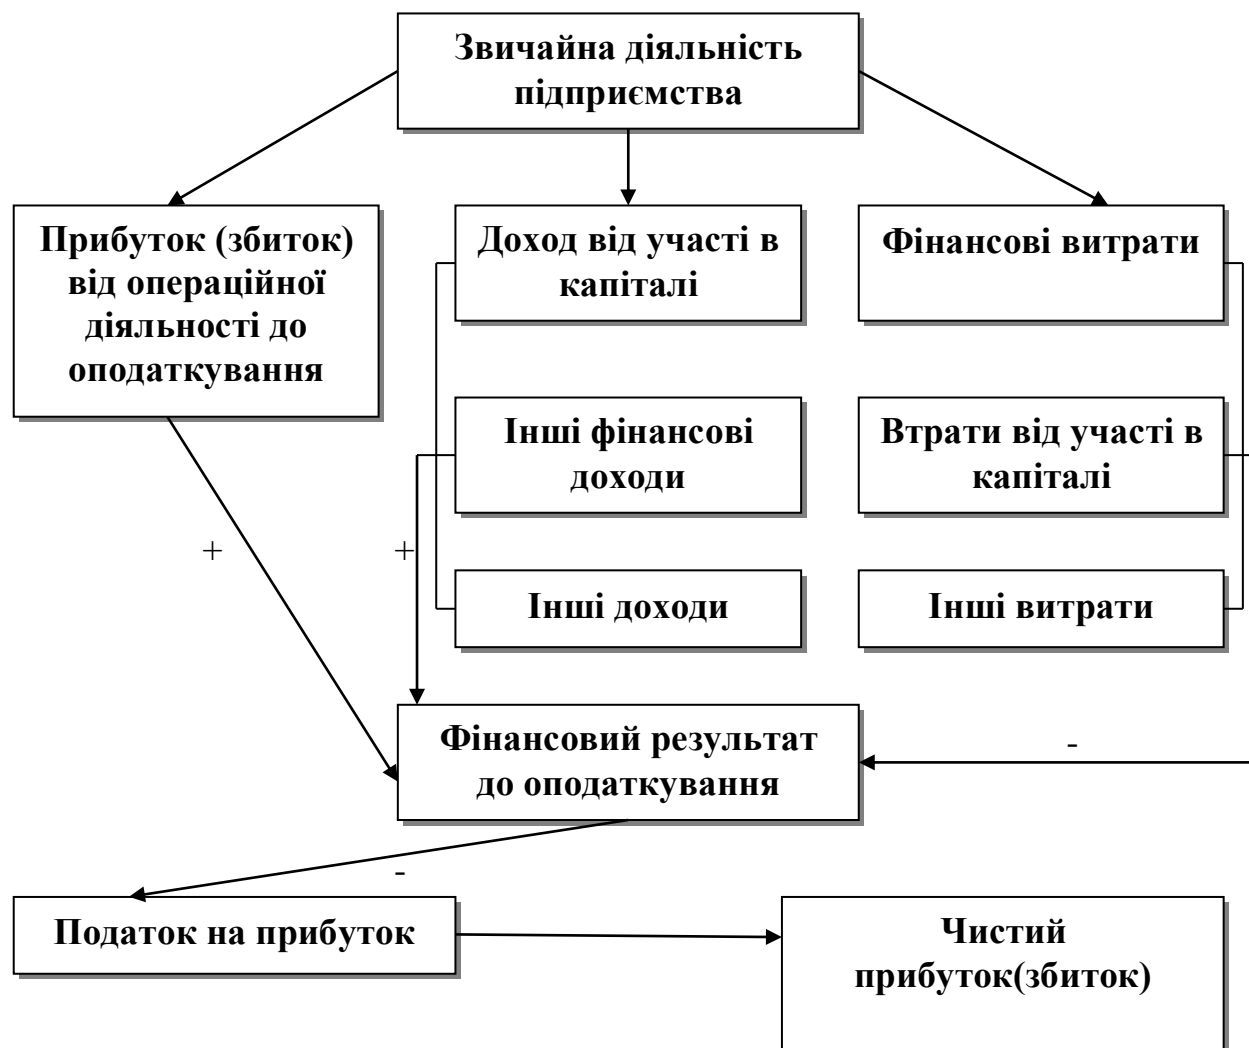 Звичайна діяльність
підприємства
Прибуток (збиток)
від операційної
діяльності до
оподаткування
Доход від участі в
капіталі
Фінансові витрати
Інші фінансові
доходи
Втрати від участі в
капіталі
+
+
Інші доходи
Інші витрати
Фінансовий результат
до оподаткування
-
-
Податок на прибуток
Чистий
прибуток(збиток)